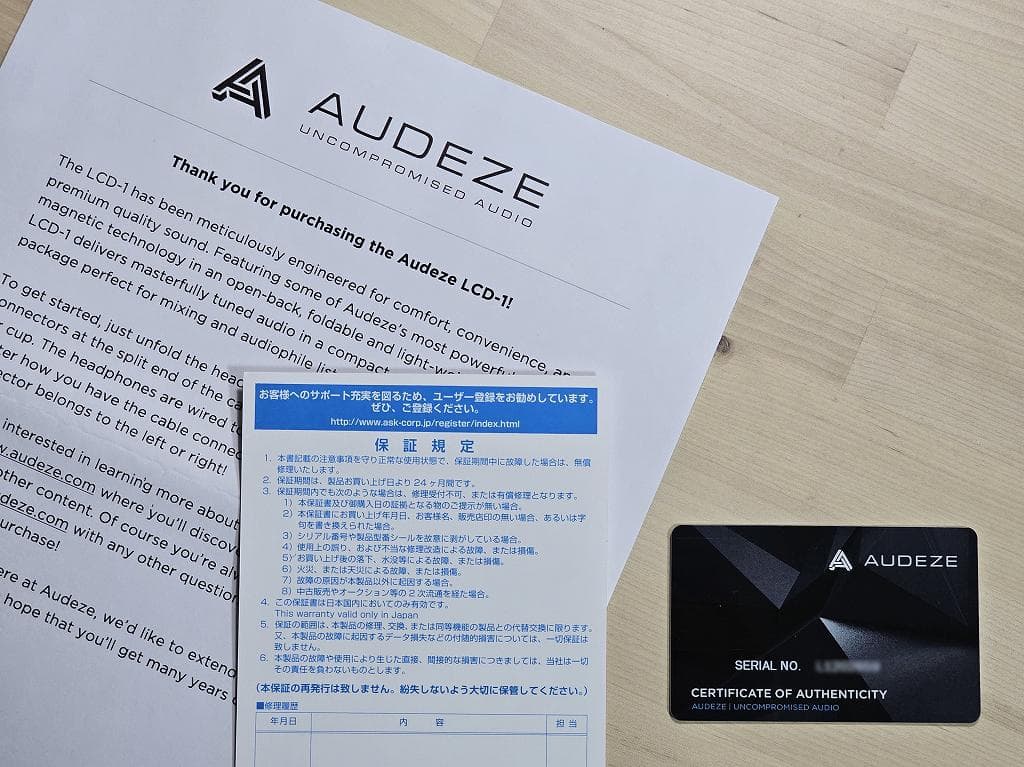 AUDEZE
UNCOMPROMISED AUDIO
Thank you for purchasing the Audeze LCD-1!
The LCD-1 has been meticulously engineered for comfort, convenience, and
premium quality sound. Featuring some of Audeze's most powerful
magnetic technology in an open-back, foldable and light-wei
LCD-1 delivers masterfully tuned audio in a compact
package perfect for mixing and audiophile list
To get started, just unfold the head
onnectors at the split end of the ca
r cup. The headphones are wired to
ter how you have the cable connec
ector belongs to the left or right!
interested in learning more about
w.audeze.com where you'll discov
other content. Of course you're alw
deze.com with any other question
urchase!
ere at Audeze, we'd like to extend
hope that you'll get many years o
お客様へのサポート充実を図るため、ユーザー登録をお勧めしています。
ぜひ、ご登録ください。
http://www.ask-corp.jp/register/index.html
保 証 規 定
1. 本書記載の注意事項を守り正常な使用状態で、保証期間中に故障した場合は、無償
修理いたします。
2. 保証期間は、製品お買い上げ日より 24 ヶ月間です。
3. 保証期間内でも次のような場合は、修理受付不可、または有償修理となります。
1）本保証書及び御購入日の証拠となる物のご提示が無い場合。
2）本保証書にお買い上げ年月日、お客様名、販売店印の無い場合、あるいは字
句を書き換えられた場合。
3）シリアル番号や製品型番シールを故意に剥がしている場合。
4）使用上の誤り、および不当な修理改造による故障、または損傷。
5）お買い上げ後の落下、水没等による故障、または損傷。
6）火災、または天災による故障、または損傷。
7）故障の原因が本製品以外に起因する場合。
8）中古販売やオークション等の 2 次流通を経た場合。
4. この保証書は日本国内においてのみ有効です。
This warranty valid only in Japan
5. 保証の範囲は、本製品の修理、交換、または同等機能の製品との代替交換に限ります。
又、本製品の故障に起因するデータ損失などの付随的損害については、一切保証は
致しません。
6. 本製品の故障や使用により生じた直接、間接的な損害につきましては、当社は一切
その責任を負わないものとします。
（本保証の再発行は致しません。紛失しないよう大切に保管してください。）
■修理履歴
年月日 内 容 担 当
AUDEZE
SERIAL NO.
CERTIFICATE OF AUTHENTICITY
AUDEZE | UNCOMPROMISED AUDIO